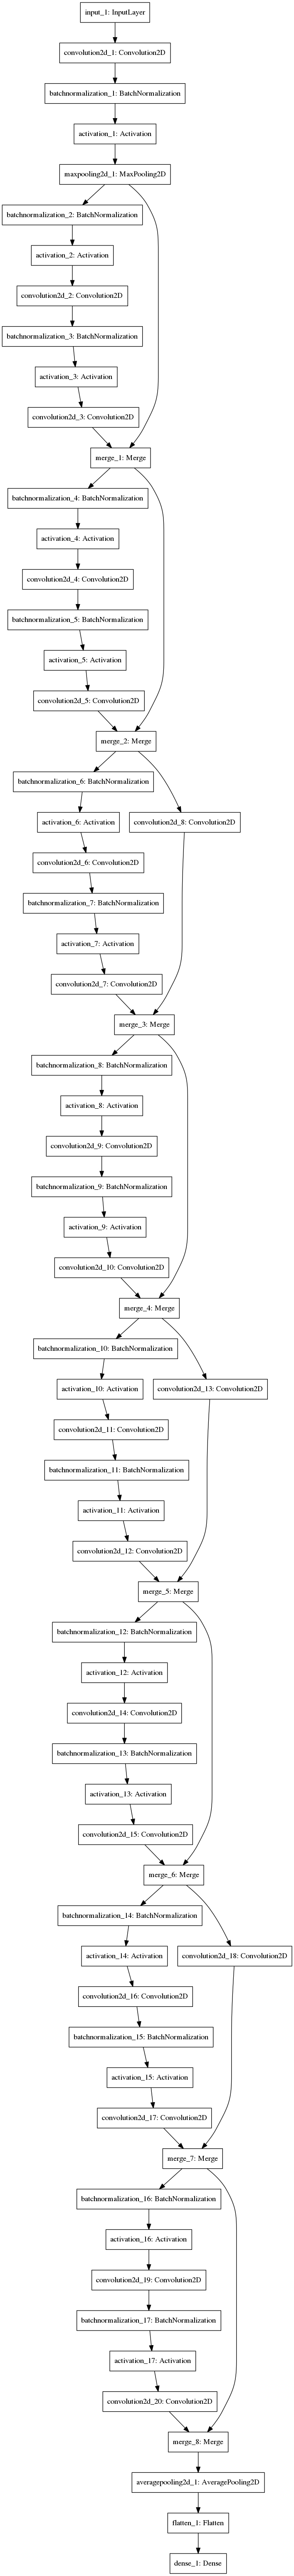 input_1: InputLayer
convolution2d_1: Convolution2D
batchnormalization_1: BatchNormalization
activation_1: Activation
maxpooling2d_1: MaxPooling2D
batchnormalization_2: BatchNormalization
activation_2: Activation
convolution2d_2: Convolution2D
batchnormalization_3: BatchNormalization
activation_3: Activation
convolution2d_3: Convolution2D
merge_1: Merge
batchnormalization_4: BatchNormalization
activation_4: Activation
convolution2d_4: Convolution2D
batchnormalization_5: BatchNormalization
activation_5: Activation
convolution2d_5: Convolution2D
merge_2: Merge
batchnormalization_6: BatchNormalization
activation_6: Activation
convolution2d_8: Convolution2D
convolution2d_6: Convolution2D
batchnormalization_7: BatchNormalization
activation_7: Activation
convolution2d_7: Convolution2D
merge_3: Merge
batchnormalization_8: BatchNormalization
activation_8: Activation
convolution2d_9: Convolution2D
batchnormalization_9: BatchNormalization
activation_9: Activation
convolution2d_10: Convolution2D
merge_4: Merge
batchnormalization_10: BatchNormalization
activation_10: Activation
convolution2d_13: Convolution2D
convolution2d_11: Convolution2D
batchnormalization_11: BatchNormalization
activation_11: Activation
convolution2d_12: Convolution2D
merge_5: Merge
batchnormalization_12: BatchNormalization
activation_12: Activation
convolution2d_14: Convolution2D
batchnormalization_13: BatchNormalization
activation_13: Activation
convolution2d_15: Convolution2D
merge_6: Merge
batchnormalization_14: BatchNormalization
activation_14: Activation
convolution2d_18: Convolution2D
convolution2d_16: Convolution2D
batchnormalization_15: BatchNormalization
activation_15: Activation
convolution2d_17: Convolution2D
merge_7: Merge
batchnormalization_16: BatchNormalization
activation_16: Activation
convolution2d_19: Convolution2D
batchnormalization_17: BatchNormalization
activation_17: Activation
convolution2d_20: Convolution2D
merge_8: Merge
averagepooling2d_1: AveragePooling2D
flatten_1: Flatten
dense_1: Dense